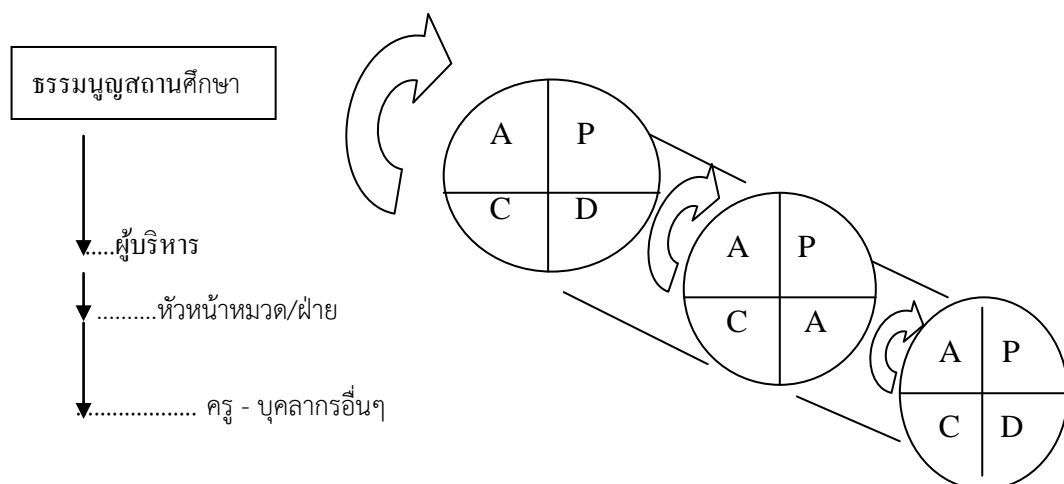 ธรรมนูญสถานศึกษา
.....ผู้บริหาร
..........หัวหน้าหมวด/ฝ่าย
................... ครู - บุคลากรอื่นๆ
A P
C D
A P
C A
A P
C D